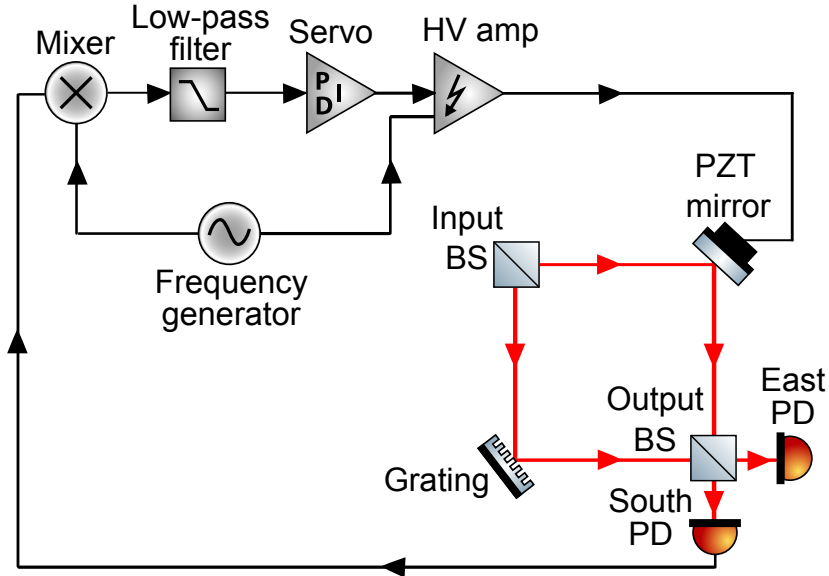 Mixer
Low-pass
filter
Servo
HV amp
P I
D
Frequency
generator
PZT
mirror
Input
BS
Output
BS
East
PD
Grating
South
PD